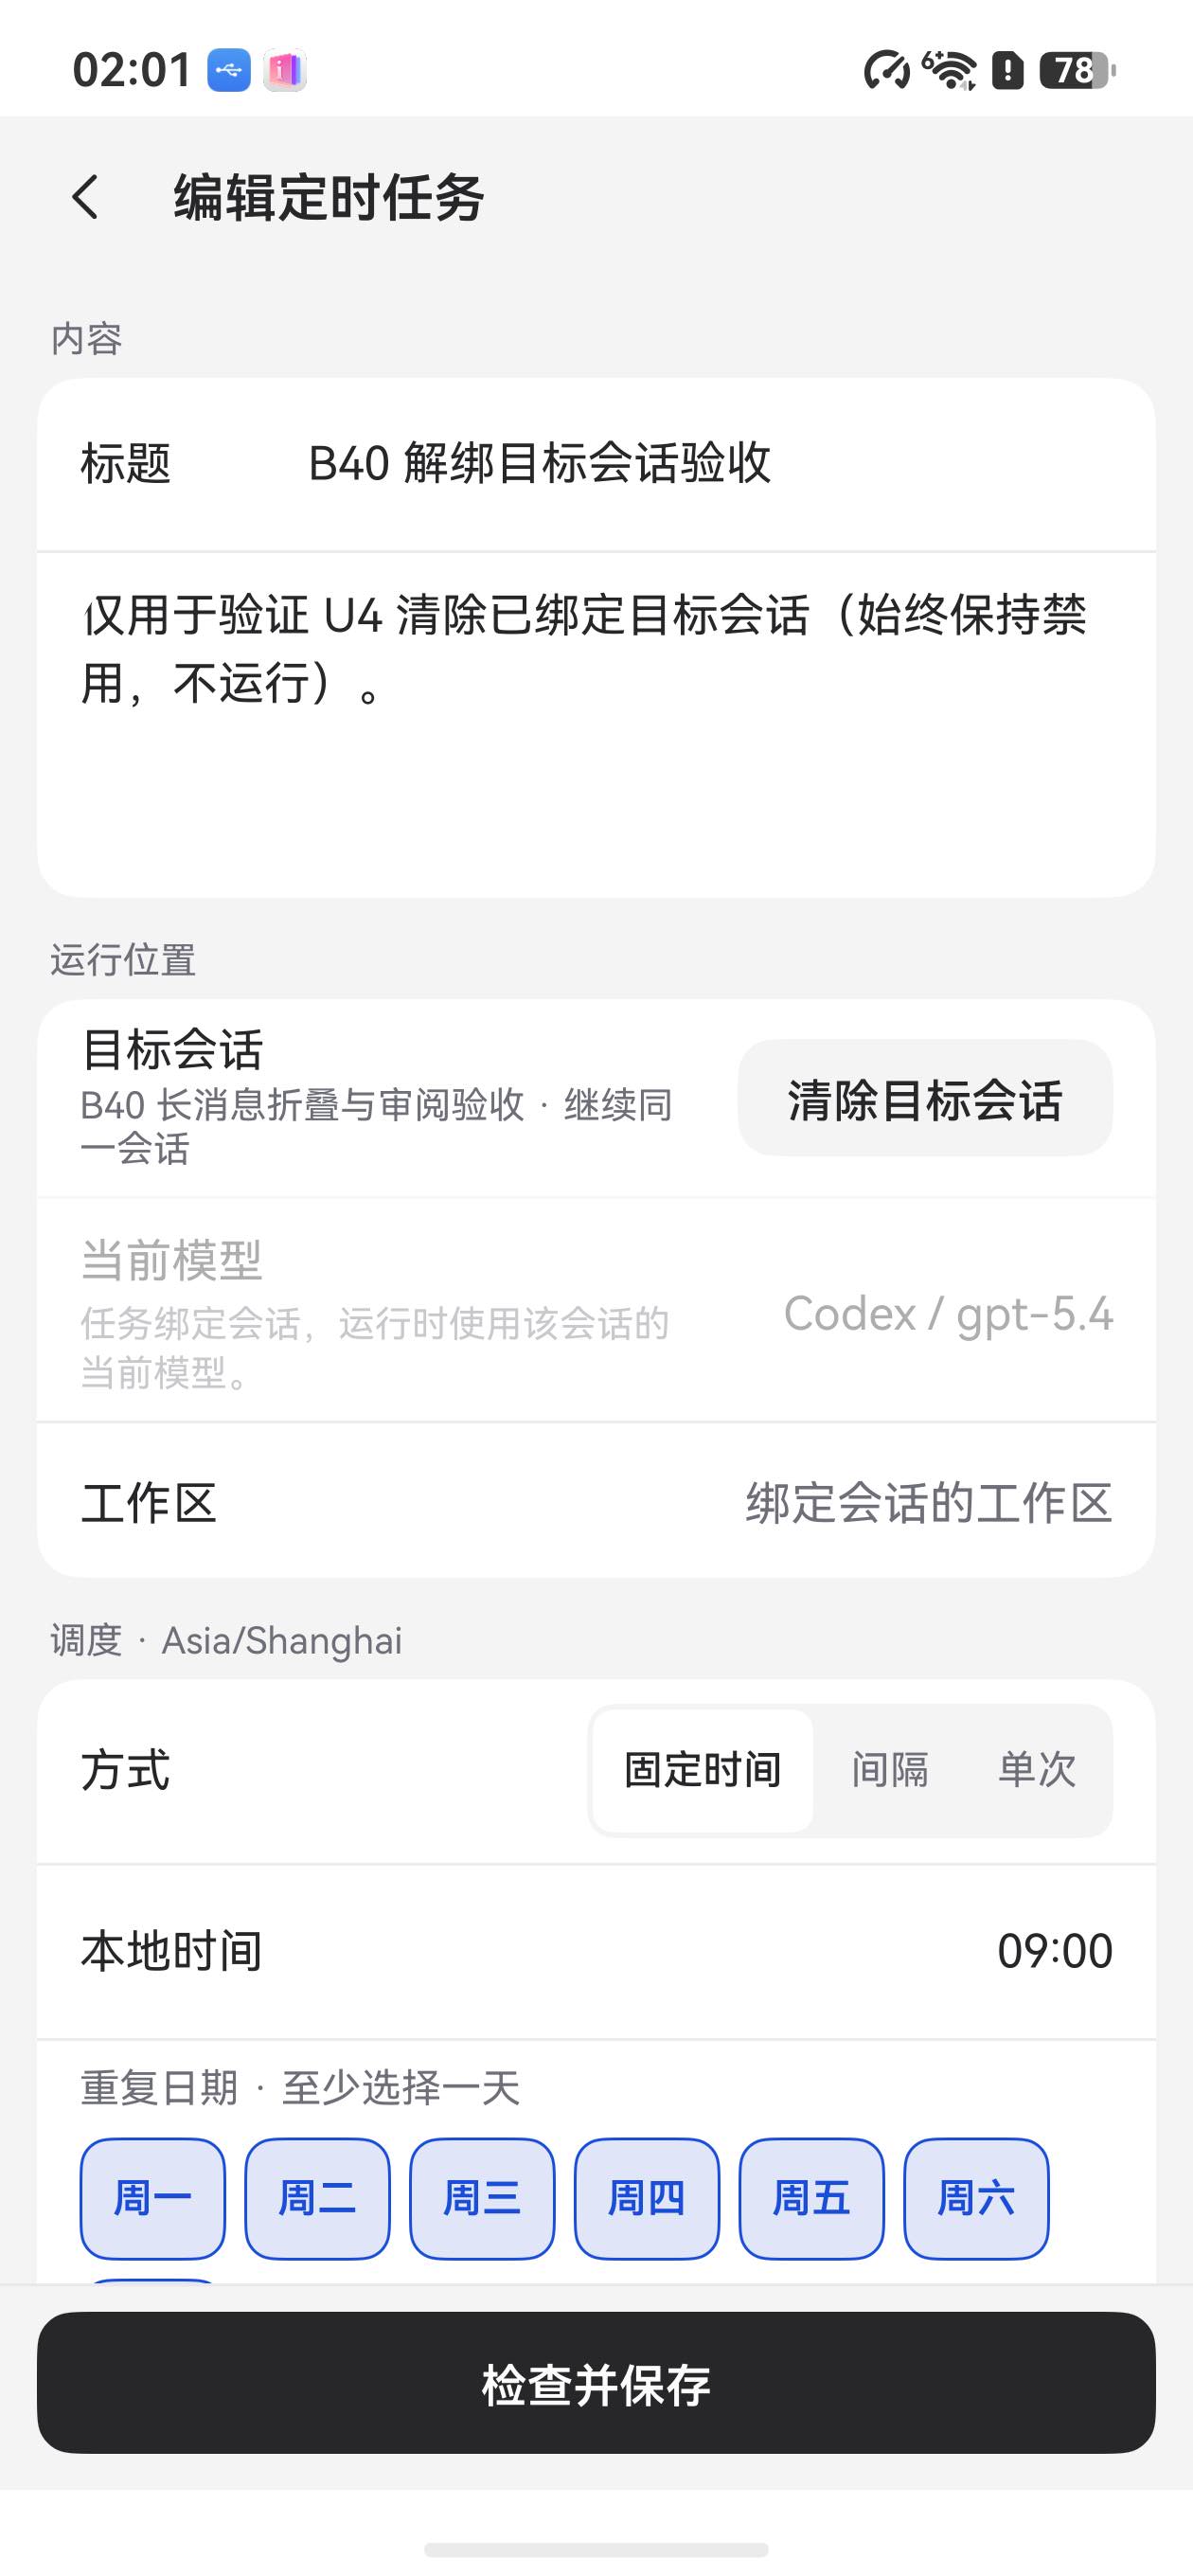 02:01
6+
78
编辑定时任务
内容
标题 B40 解绑目标会话验收
仅用于验证 U4 清除已绑定目标会话（始终保持禁
用，不运行）。
运行位置
目标会话
B40 长消息折叠与审阅验收 · 继续同
一会话
清除目标会话
当前模型
任务绑定会话，运行时使用该会话的
当前模型。
Codex / gpt-5.4
工作区 绑定会话的工作区
调度 · Asia/Shanghai
方式 固定时间 间隔 单次
本地时间 09:00
重复日期 · 至少选择一天
周一 周二 周三 周四 周五 周六
检查并保存